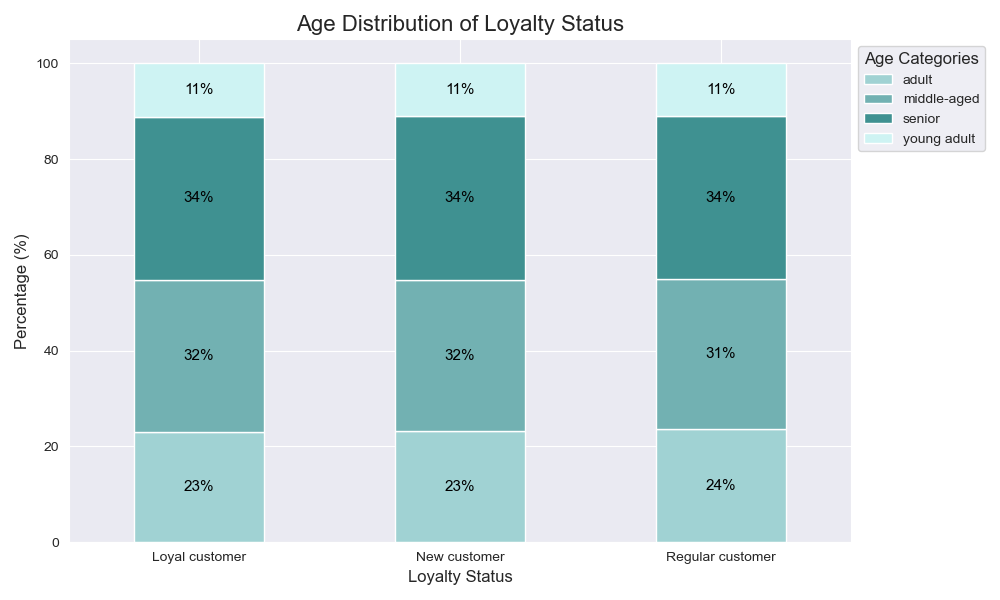 Age Distribution of Loyalty Status
Age Categories
adult
middle-aged
senior
young adult
Percentage (%)
100
80
60
40
20
0
11%
11%
11%
34%
34%
34%
32%
32%
31%
23%
23%
24%
Loyal customer
New customer
Regular customer
Loyalty Status